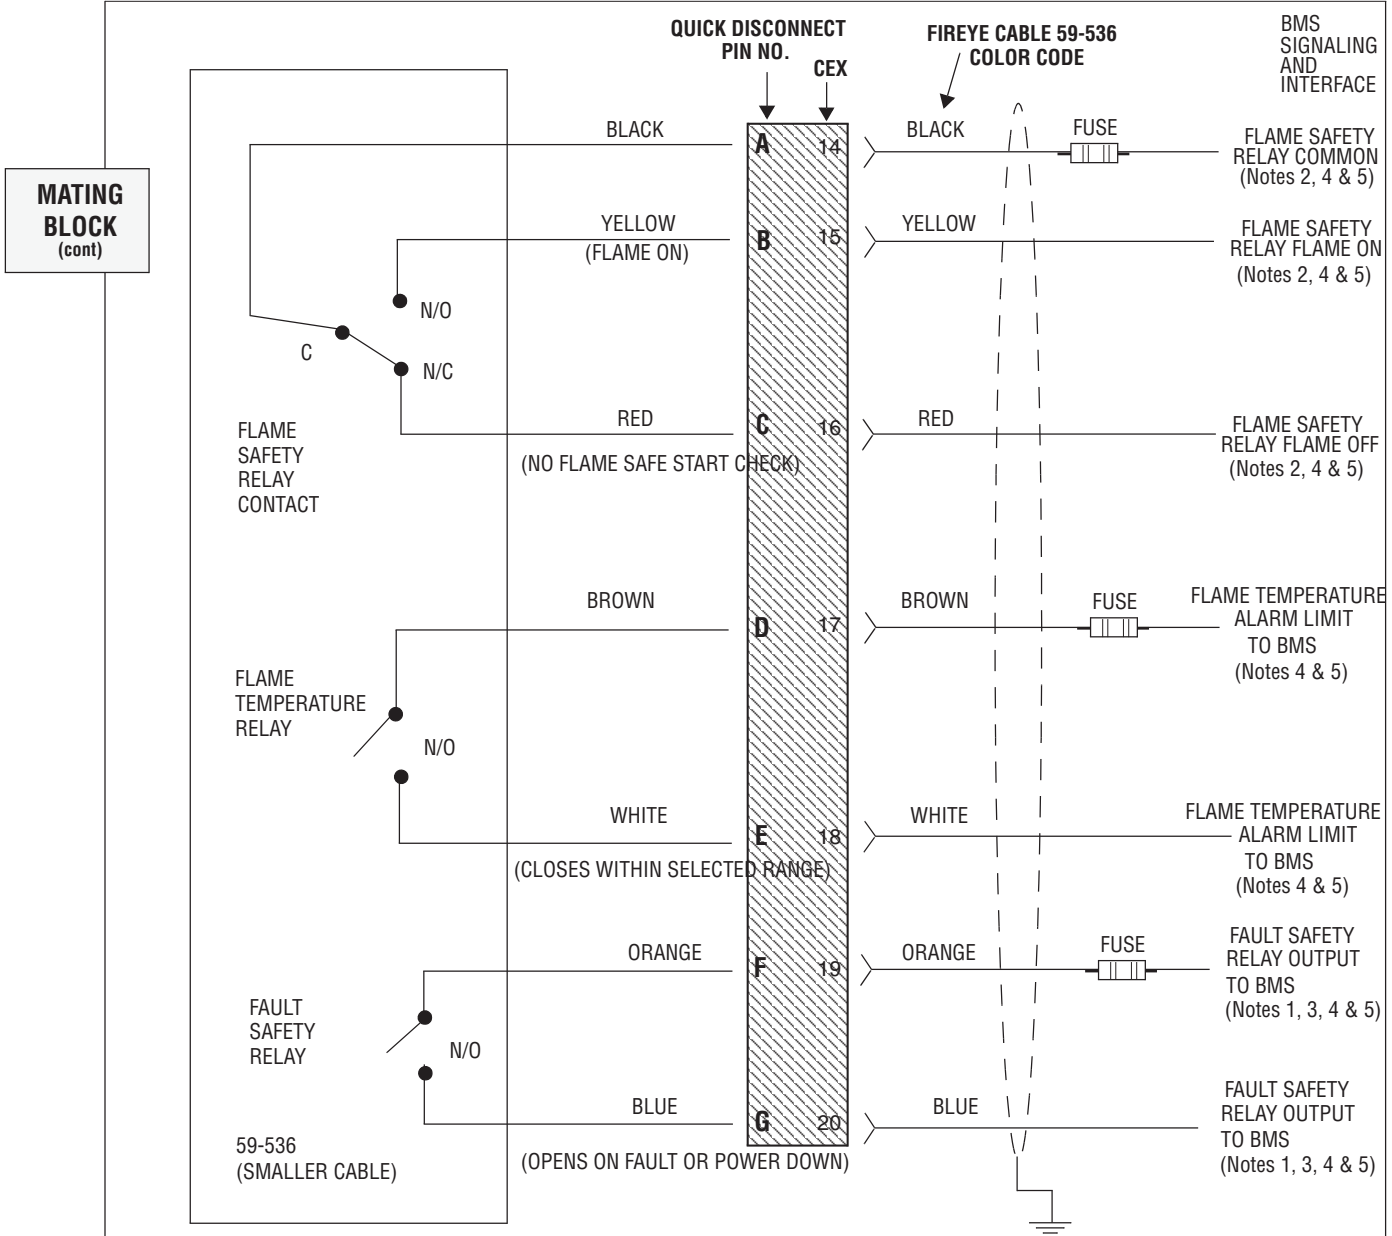 QUICK DISCONNECT
PIN NO.
CEX
FIREYE CABLE 59-536
COLOR CODE
BMS
SIGNALING
AND
INTERFACE
MATING
BLOCK
(cont)
BLACK
A
14
BLACK
FUSE
FLAME SAFETY
RELAY COMMON
(Notes 2, 4 & 5)
YELLOW
(FLAME ON)
B
15
YELLOW
FLAME SAFETY
RELAY FLAME ON
(Notes 2, 4 & 5)
N/O
C
N/C
FLAME
SAFETY
RELAY
CONTACT
RED
(NO FLAME SAFE START CHECK)
C
16
RED
FLAME SAFETY
RELAY FLAME OFF
(Notes 2, 4 & 5)
BROWN
D
17
BROWN
FUSE
FLAME TEMPERATURE
ALARM LIMIT
TO BMS
(Notes 4 & 5)
FLAME
TEMPERATURE
RELAY
N/O
WHITE
(CLOSES WITHIN SELECTED RANGE)
E
18
WHITE
FLAME TEMPERATURE
ALARM LIMIT
TO BMS
(Notes 4 & 5)
ORANGE
F
19
ORANGE
FUSE
FAULT SAFETY
RELAY OUTPUT
TO BMS
(Notes 1, 3, 4 & 5)
FAULT
SAFETY
RELAY
N/O
BLUE
G
20
BLUE
FAULT SAFETY
RELAY OUTPUT
TO BMS
(Notes 1, 3, 4 & 5)
(OPENS ON FAULT OR POWER DOWN)
59-536
(SMALLER CABLE)